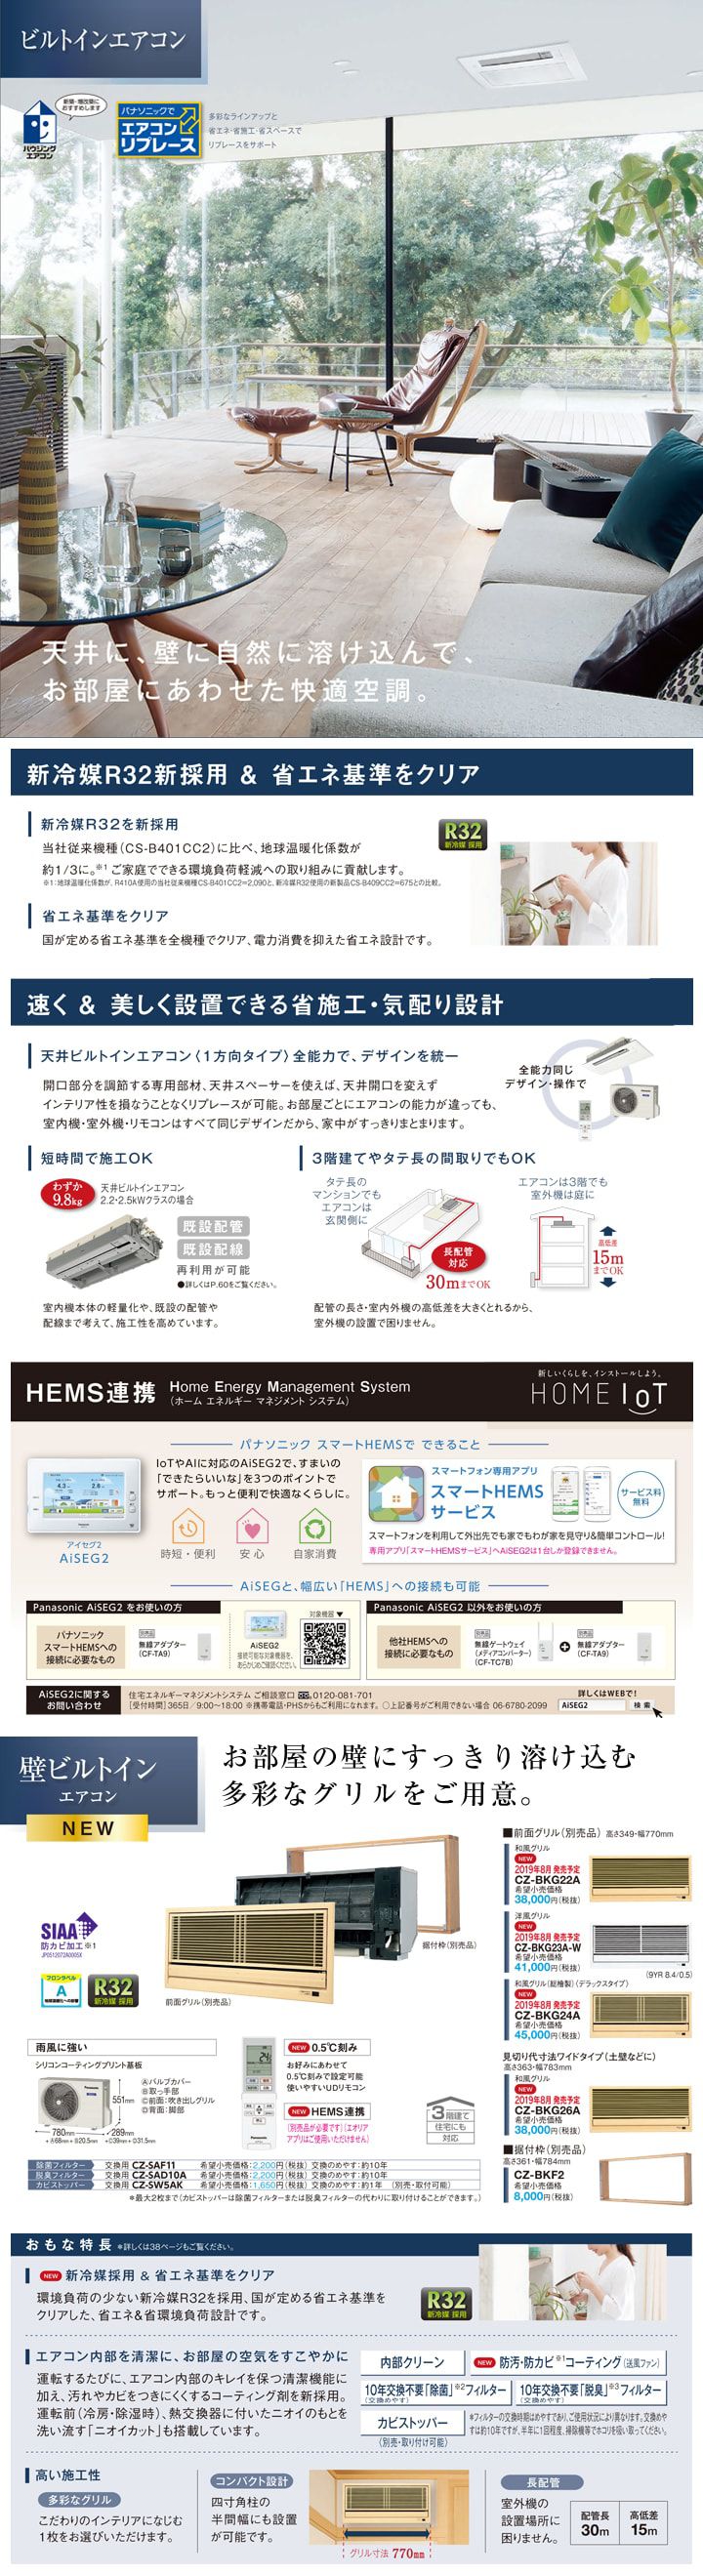 ビルトインエアコン
新築・増改築におすすめします
ハウジングエアコン
パナソニックで
エアコン
リプレース
多彩なラインアップと
省エネ・省施工・省スペースで
リプレースをサポート
天井に、壁に自然に溶け込んで、
お部屋にあわせた快適空調。
新冷媒R32新採用 & 省エネ基準をクリア
新冷媒R32を新採用
当社従来機種(CS-B401CC2)に比べ、地球温暖化係数が
約1/3に。※1 ご家庭でできる環境負荷軽減への取り組みに貢献します。
※1:地球温暖化係数が、R410A使用の当社従来機種CS-B401CC2=2,090と、新冷媒R32使用の新製品CS-B409CC2=675との比較。
R32
新冷媒 採用
省エネ基準をクリア
国が定める省エネ基準を全機種でクリア、電力消費を抑えた省エネ設計です。
速く & 美しく設置できる省施工・気配り設計
天井ビルトインエアコン〈1方向タイプ〉全能力で、デザインを統一
開口部分を調節する専用部材、天井スペーサーを使えば、天井開口を変えず
インテリア性を損なうことなくリプレースが可能。お部屋ごとにエアコンの能力が違っても、
室内機・室外機・リモコンはすべて同じデザインだから、家中がすっきりまとまります。
全能力同じ
デザイン・操作で
短時間で施工OK
わずか
9.8kg
天井ビルトインエアコン
2.2-2.5kWクラスの場合
既設配管
既設配線
再利用が可能
●詳しくはP.60をご覧ください。
室内機本体の軽量化や、既設の配管や
配線まで考えて、施工性を高めています。
3階建てやタテ長の間取りでもOK
タテ長の
マンションでも
エアコンは
玄関側に
長配管
対応
30mまでOK
エアコンは3階でも
室外機は庭に
高低差
15m
までOK
配管の長さ・室内外機の高低差を大きくとれるから、
室外機の設置で困りません。
HEMS連携
Home Energy Management System
(ホーム エネルギー マネジメント システム)
新しいくらしを、インストールしよう。
HOME IoT
パナソニック スマートHEMSで できること
アイセグ2
AiSEG2
IoTやAIに対応のAiSEG2で、すまいの
「できたらいいな」を3つのポイントで
サポート。もっと便利で快適なくらしに。
時短・便利
安 心
自家消費
スマートフォン専用アプリ
スマートHEMS
サービス
サービス料
無料
スマートフォンを利用して外出先でも家でもわが家を見守り&簡単コントロール!
専用アプリ「スマートHEMSサービス」へAiSEG2は1台しか登録できません。
AiSEGと、幅広い「HEMS」への接続も可能
Panasonic AiSEG2 をお使いの方
パナソニック
スマートHEMSへの
接続に必要なもの
別売品
無線アダプター
(CF-TA9)
AiSEG2
対象機器▼
接続可能な対象機器を、
あらかじめご確認ください。
Panasonic AiSEG2 以外をお使いの方
他社HEMSへの
接続に必要なもの
別売品
無線ゲートウェイ
(メディアコンバーター)
(CF-TC7B)
別売品
無線アダプター
(CF-TA9)
AiSEG2に関する
お問い合わせ
住宅エネルギーマネジメントシステム ご相談窓口 0120-081-701
[受付時間]365日/9:00〜18:00 ※携帯電話・PHSからもご利用になれます。 ○上記番号がご利用できない場合 06-6780-2099
詳しくはWEBで!
AiSEG2
検 索
壁ビルトイン
エアコン
NEW
お部屋の壁にすっきり溶け込む
多彩なグリルをご用意。
SIAA
防カビ加工※1
フロンラベル
A
R32
新冷媒 採用
前面グリル(別売品)
据付枠(別売品)
■前面グリル(別売品) 高さ349・幅770mm
和風グリル
NEW
2019年8月 発売予定
CZ-BKG22A
希望小売価格
38,000円(税抜)
洋風グリル
NEW
2019年8月 発売予定
CZ-BKG23A-W
希望小売価格
41,000円(税抜)
(9YR 8.4/0.5)
和風グリル(総檜製)(デラックスタイプ)
NEW
2019年8月 発売予定
CZ-BKG24A
希望小売価格
45,000円(税抜)
見切り代寸法ワイドタイプ(土壁などに)
高さ363・幅783mm
和風グリル
NEW
2019年8月 発売予定
CZ-BKG26A
希望小売価格
38,000円(税抜)
■据付枠(別売品)
高さ361・幅784mm
CZ-BKF2
希望小売価格
8,000円(税抜)
雨風に強い
シリコンコーティングプリント基板
Ⓐバルブカバー
Ⓑ取っ手部
Ⓒ前面:吹き出しグリル
Ⓓ背面:脚部
551mm
780mm
289mm
+Ⓐ68mm+Ⓑ20.5mm
+Ⓒ39mm+Ⓓ31.5mm
NEW 0.5℃刻み
お好みにあわせて
0.5℃刻みで設定可能
使いやすいUDリモコン
NEW HEMS連携
(別売品が必要です)(エオリア
アプリはご使用いただけません)
3階建て
住宅にも
対応
除菌フィルター 交換用 CZ-SAF11 希望小売価格:2,200円(税抜) 交換のめやす:約10年
脱臭フィルター 交換用 CZ-SAD10A 希望小売価格:2,200円(税抜) 交換のめやす:約10年
カビストッパー 交換用 CZ-SW5AK 希望小売価格:1,650円(税抜) 交換のめやす:約1年 (別売・取付可能)
*最大2枚まで(カビストッパーは除菌フィルターまたは脱臭フィルターの代わりに取り付けることができます。)
おもな特長 *詳しくは38ページもご覧ください。
NEW 新冷媒採用 & 省エネ基準をクリア
環境負荷の少ない新冷媒R32を採用、国が定める省エネ基準を
クリアした、省エネ&省環境負荷設計です。
R32
新冷媒 採用
エアコン内部を清潔に、お部屋の空気をすこやかに
運転するたびに、エアコン内部のキレイを保つ清潔機能に
加え、汚れやカビをつきにくくするコーティング剤を新採用。
運転前(冷房・除湿時)、熱交換器に付いたニオイのもとを
洗い流す「ニオイカット」も搭載しています。
内部クリーン
NEW 防汚・防カビ※1コーティング(送風ファン)
10年交換不要「除菌」※2フィルター
(交換めやす)
10年交換不要「脱臭」※3フィルター
(交換めやす)
カビストッパー
(別売・取り付け可能)
*フィルターの交換時期はめやすであり、ご使用状況により異なります。交換めや
すは約10年ですが、半年に1回程度、掃除機等でホコリを吸い取ってください。
高い施工性
多彩なグリル
こだわりのインテリアになじむ
1枚をお選びいただけます。
コンパクト設計
四寸角柱の
半間幅にも設置
が可能です。
グリル寸法 770mm
長配管
室外機の
設置場所に
困りません。
配管長
30m
高低差
15m